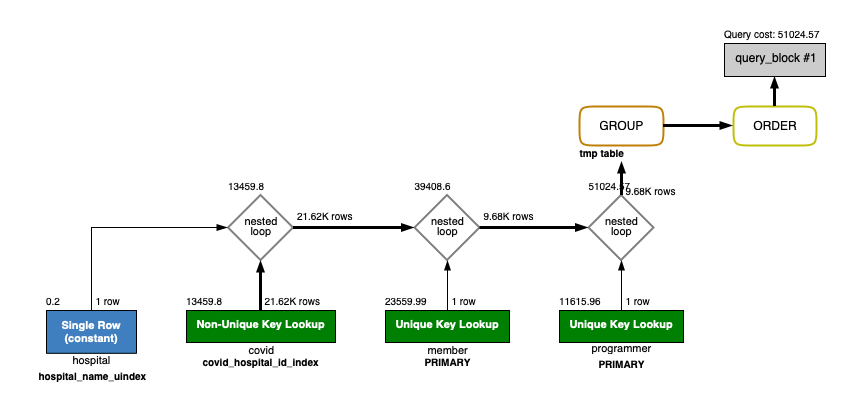 Query cost: 51024.57
query_block #1
GROUP
ORDER
tmp table
13459.8
39408.6
51024.57
9.68K rows
nested
loop
21.62K rows
nested
loop
9.68K rows
nested
loop
0.2
1 row
13459.8
21.62K rows
23559.99
1 row
11615.96
1 row
Single Row
(constant)
Non-Unique Key Lookup
Unique Key Lookup
Unique Key Lookup
hospital
covid
member
programmer
hospital_name_uindex
covid_hospital_id_index
PRIMARY
PRIMARY